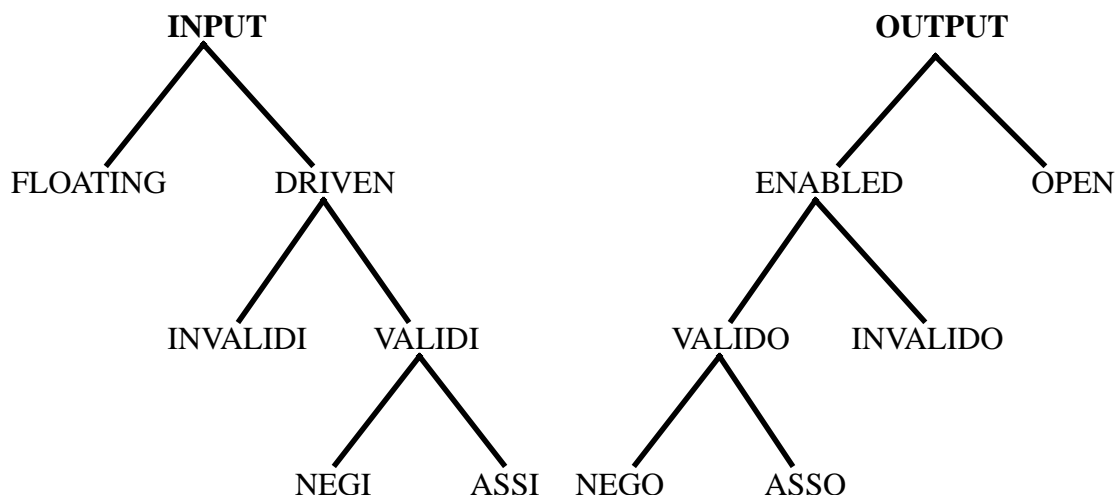 INPUT OUTPUT
FLOATING DRIVEN ENABLED OPEN
INVALIDI VALIDI VALIDO INVALIDO
NEGI ASSI NEGO ASSO